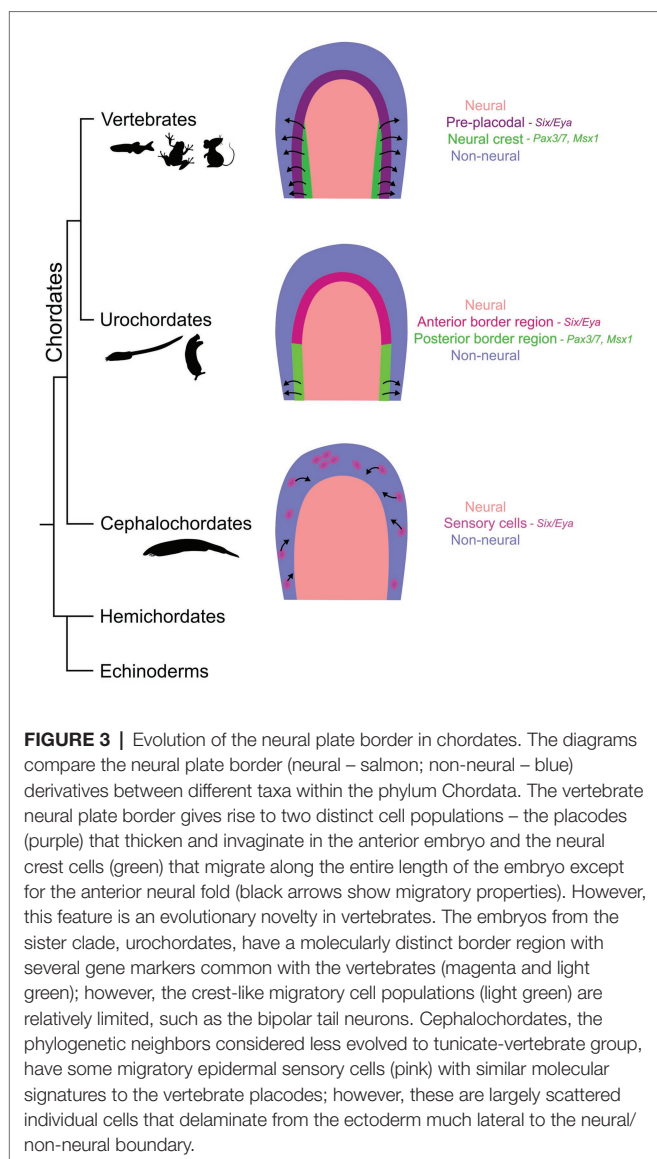 Vertebrates
Neural
Pre-placodal - Six/Eya
Neural crest - Pax3/7, Msx1
Non-neural
Chordates
Urochordates
Neural
Anterior border region - Six/Eya
Posterior border region - Pax3/7, Msx1
Non-neural
Cephalochordates
Neural
Sensory cells - Six/Eya
Non-neural
Hemichordates
Echinoderms
FIGURE 3 | Evolution of the neural plate border in chordates. The diagrams
compare the neural plate border (neural – salmon; non-neural – blue)
derivatives between different taxa within the phylum Chordata. The vertebrate
neural plate border gives rise to two distinct cell populations – the placodes
(purple) that thicken and invaginate in the anterior embryo and the neural
crest cells (green) that migrate along the entire length of the embryo except
for the anterior neural fold (black arrows show migratory properties). However,
this feature is an evolutionary novelty in vertebrates. The embryos from the
sister clade, urochordates, have a molecularly distinct border region with
several gene markers common with the vertebrates (magenta and light
green); however, the crest-like migratory cell populations (light green) are
relatively limited, such as the bipolar tail neurons. Cephalochordates, the
phylogenetic neighbors considered less evolved to tunicate-vertebrate group,
have some migratory epidermal sensory cells (pink) with similar molecular
signatures to the vertebrate placodes; however, these are largely scattered
individual cells that delaminate from the ectoderm much lateral to the neural/
non-neural boundary.